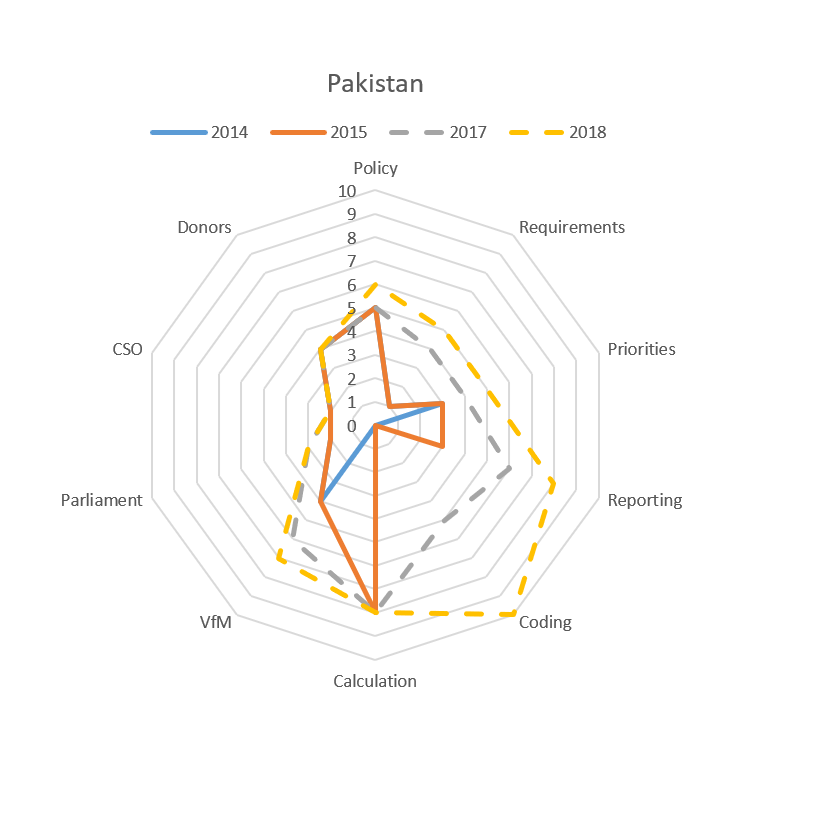 Pakistan
2014 2015 2017 2018
Policy
10
Donors
9
Requirements
8
7
6
5
4
CSO
Priorities
3
2
1
0
Parliament
Reporting
VfM
Coding
Calculation